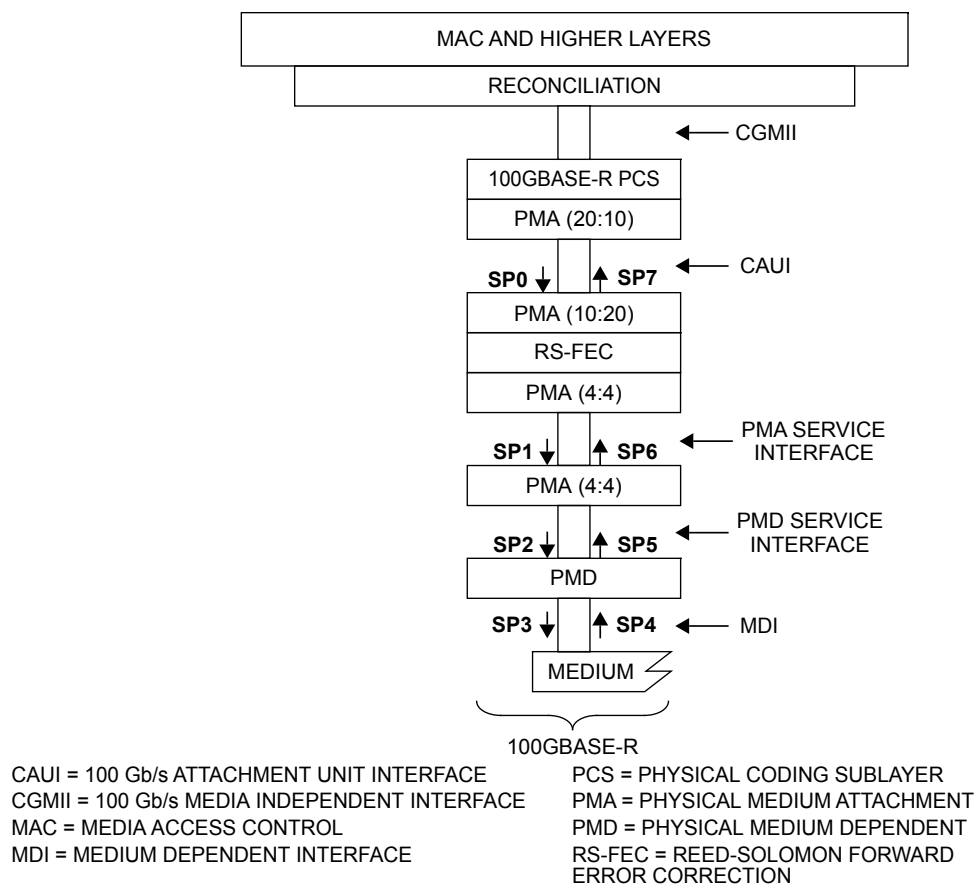 MAC AND HIGHER LAYERS
RECONCILIATION
CGMII
100GBASE-R PCS
PMA (20:10)
CAUI
SP0 SP7
PMA (10:20)
RS-FEC
PMA (4:4)
PMA SERVICE
INTERFACE
SP1 SP6
PMA (4:4)
PMD SERVICE
INTERFACE
SP2 SP5
PMD
SP3 SP4
MDI
MEDIUM
100GBASE-R
CAUI = 100 Gb/s ATTACHMENT UNIT INTERFACE
CGMII = 100 Gb/s MEDIA INDEPENDENT INTERFACE
MAC = MEDIA ACCESS CONTROL
MDI = MEDIUM DEPENDENT INTERFACE
PCS = PHYSICAL CODING SUBLAYER
PMA = PHYSICAL MEDIUM ATTACHMENT
PMD = PHYSICAL MEDIUM DEPENDENT
RS-FEC = REED-SOLOMON FORWARD
ERROR CORRECTION